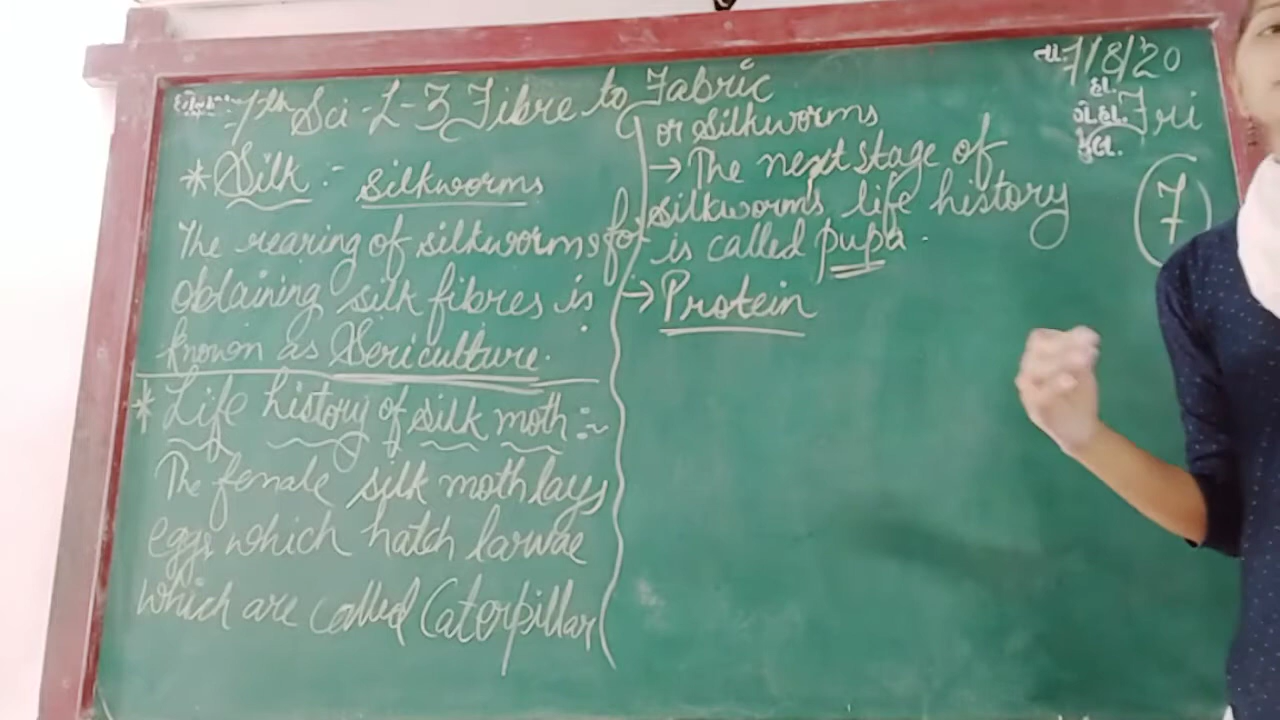 7th Sci-L-3 Fibre to Fabric
* Silk :- silkworms
The rearing of silkworms for
obtaining silk fibres is
known as Sericulture.
* Life history of silk moth :~
The female silk moth lays
eggs which hatch larvae
which are called Caterpillar
or silkworms
→ The next stage of
silkworms life history
is called pupa.
→ Protein
તા. 7/8/20
Fri
7